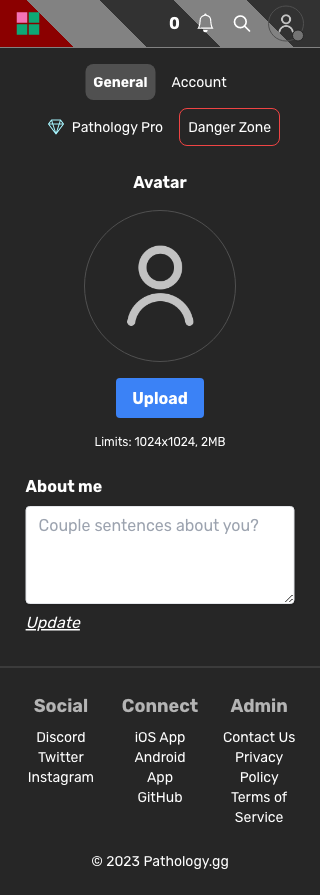 0
General Account
Pathology Pro Danger Zone
Avatar
Upload
Limits: 1024x1024, 2MB
About me
Couple sentences about you?
Update
Social Connect Admin
Discord iOS App Contact Us
Twitter Android Privacy
Instagram App Policy
GitHub Terms of
Service
© 2023 Pathology.gg